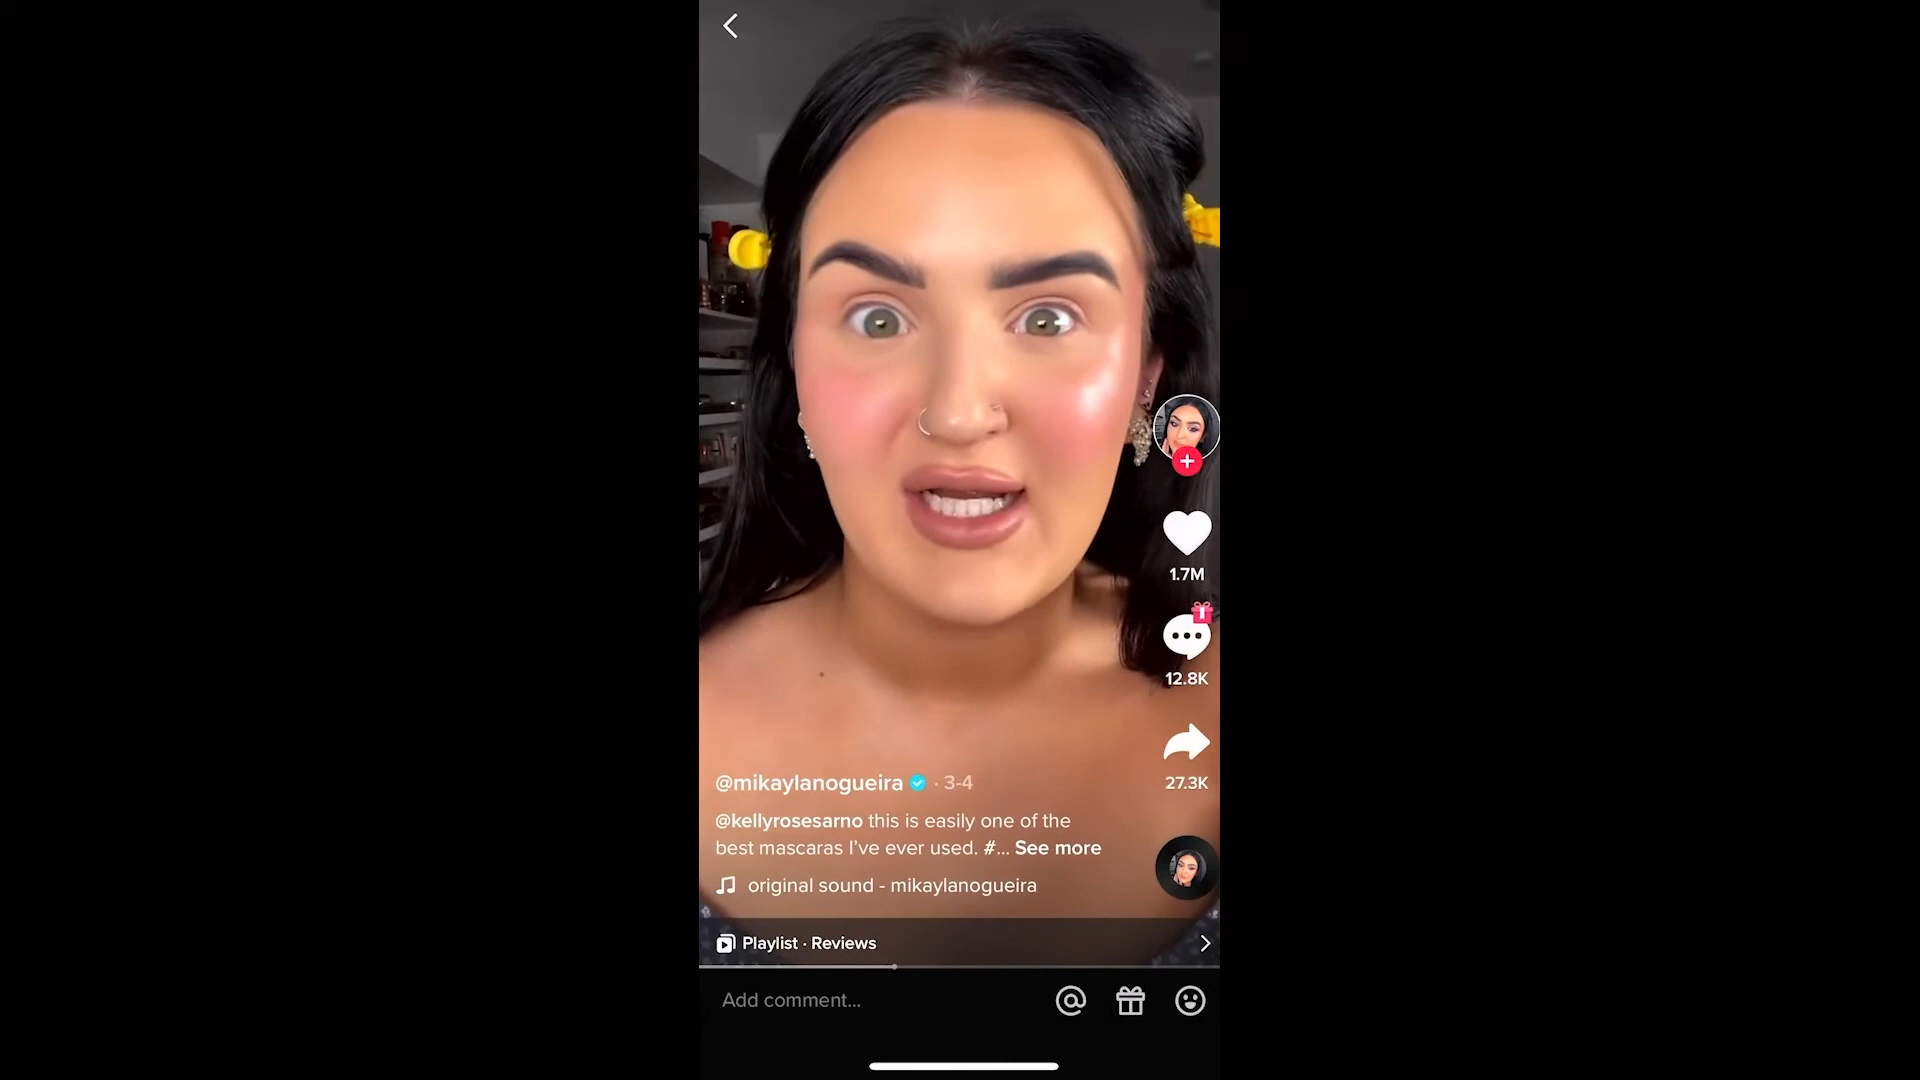 1.7M
12.8K
27.3K
@mikaylanogueira · 3-4
@kellyrosesarno this is easily one of the
best mascaras I've ever used. #... See more
original sound - mikaylanogueira
Playlist · Reviews
Add comment...